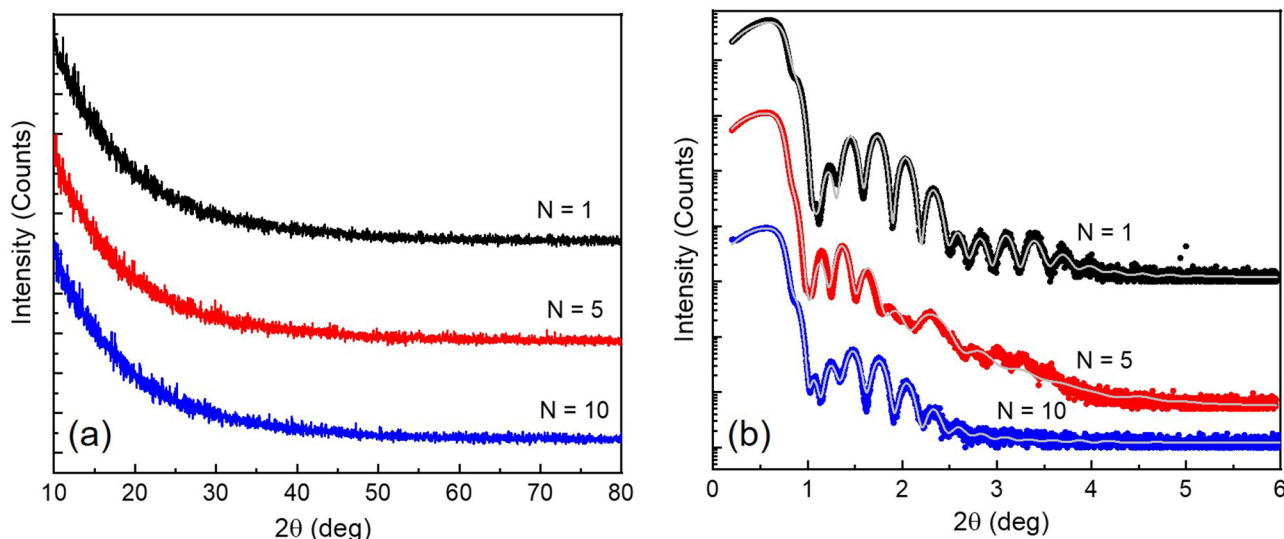 Intensity (Counts)
N = 1
N = 5
N = 10
(a)
10 20 30 40 50 60 70 80
2θ (deg)
Intensity (Counts)
N = 1
N = 5
N = 10
(b)
0 1 2 3 4 5 6
2θ (deg)